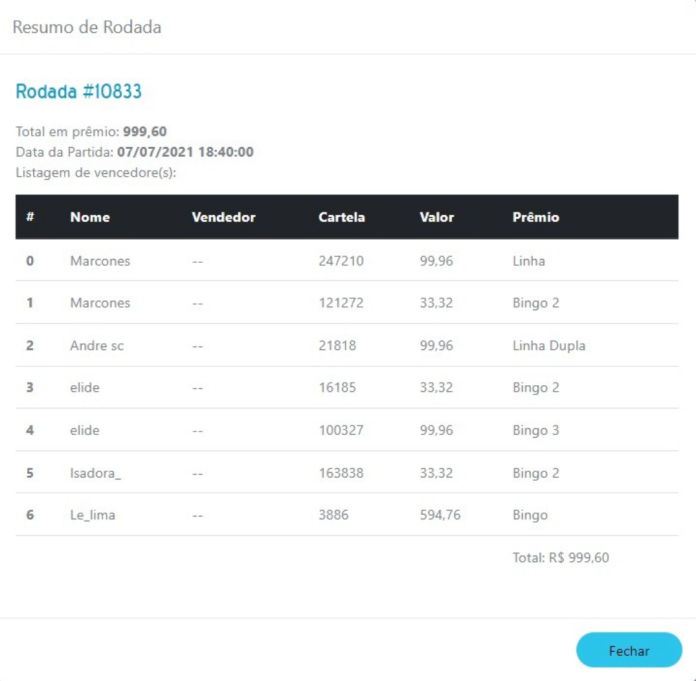 Resumo de Rodada
Rodada #10833
Total em prêmio: 999,60
Data da Partida: 07/07/2021 18:40:00
Listagem de vencedore(s):
# Nome Vendedor Cartela Valor Prêmio
0 Marcones -- 247210 99,96 Linha
1 Marcones -- 121272 33,32 Bingo 2
2 Andre sc -- 21818 99,96 Linha Dupla
3 elide -- 16185 33,32 Bingo 2
4 elide -- 100327 99,96 Bingo 3
5 Isadora_ -- 163838 33,32 Bingo 2
6 Le_lima -- 3886 594,76 Bingo
Total: R$ 999,60
Fechar